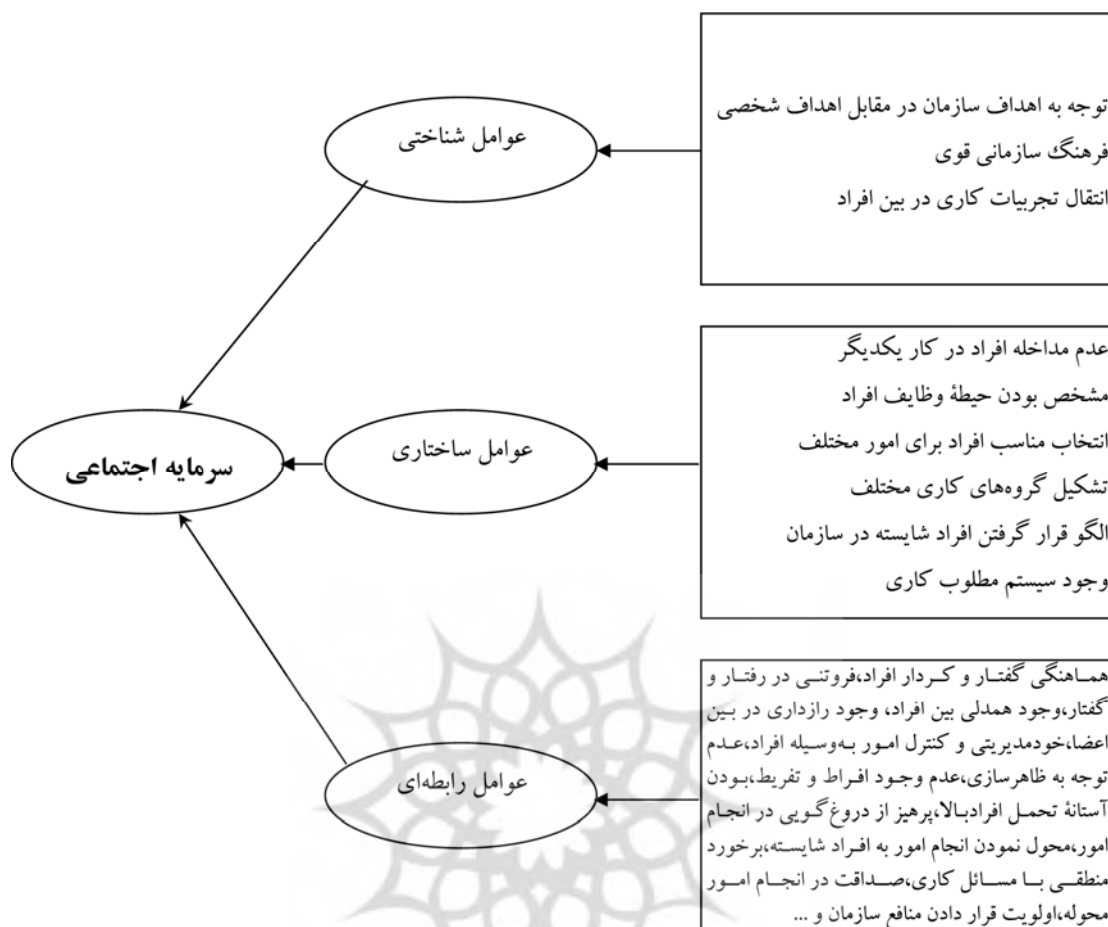 توجه به اهداف سازمان در مقابل اهداف شخصی
فرهنگ سازمانی قوی
انتقال تجربیات کاری در بین افراد
عوامل شناختی
عدم مداخله افراد در کار یکدیگر
مشخص بودن حیطۀ وظایف افراد
انتخاب مناسب افراد برای امور مختلف
تشکیل گروه‌های کاری مختلف
الگو قرار گرفتن افراد شایسته در سازمان
وجود سیستم مطلوب کاری
عوامل ساختاری
سرمایه اجتماعی
هماهنگی گفتار و کردار افراد،فروتنی در رفتار و
گفتار،وجود همدلی بین افراد، وجود رازداری در بین
اعضا،خودمدیریتی و کنترل امور به‌وسیله افراد،عدم
توجه به ظاهرسازی،عدم وجود افراط و تفریط،بودن
آستانۀ تحمل افرادبالا،پرهیز از دروغ‌گویی در انجام
امور،محول نمودن انجام امور به افراد شایسته،برخورد
منطقی با مسائل کاری،صداقت در انجام امور
محوله،اولویت قرار دادن منافع سازمان و ...
عوامل رابطه‌ای